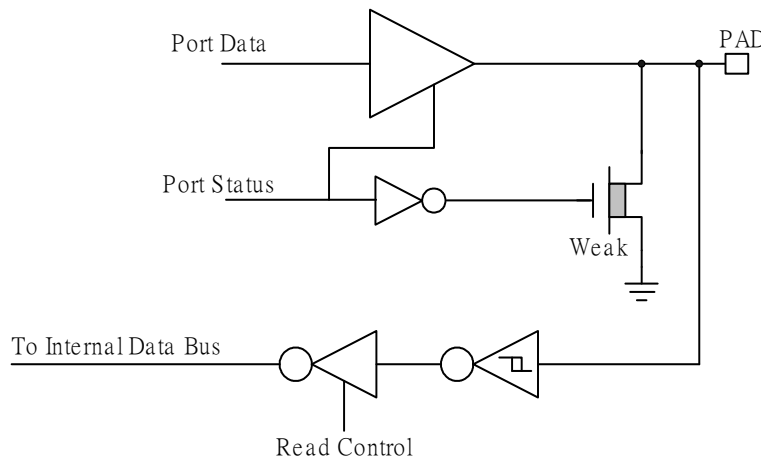 Port Data
PAD
Port Status
Weak
To Internal Data Bus
Read Control